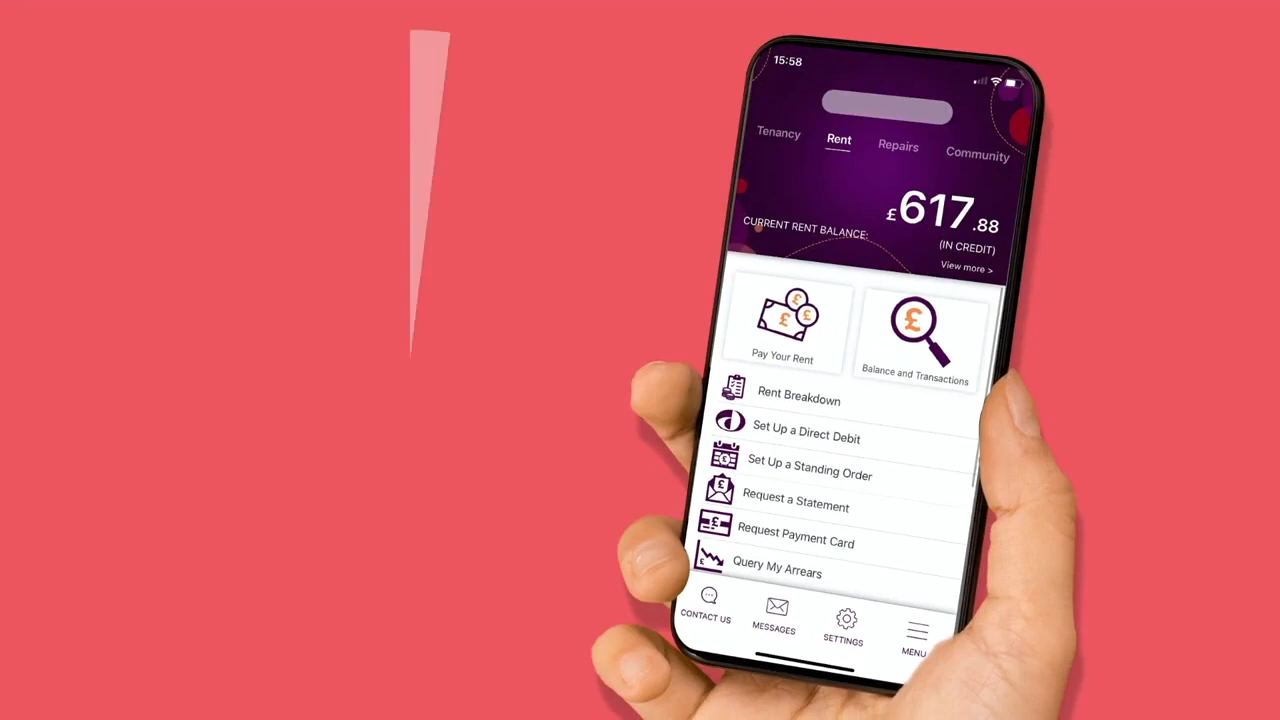 15:58
Tenancy Rent Repairs Community
£617.88
CURRENT RENT BALANCE:
(IN CREDIT)
View more >
Pay Your Rent
Balance and Transactions
Rent Breakdown
Set Up a Direct Debit
Set Up a Standing Order
Request a Statement
Request Payment Card
Query My Arrears
CONTACT US MESSAGES SETTINGS MENU